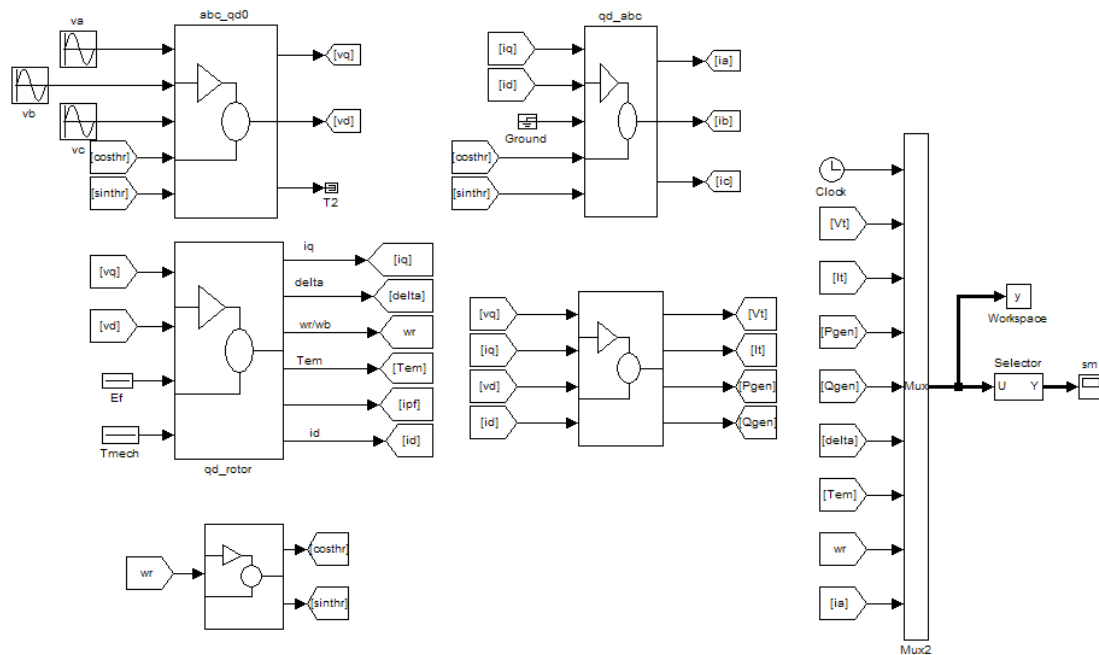 abc_qd0
va
vb
vc
[costhr]
[sinthr]
[vq]
[vd]
T2
qd_abc
[iq]
[id]
Ground
[costhr]
[sinthr]
[ia]
[ib]
[ic]
[vq]
[vd]
Ef
Tmech
iq
delta
wr/wb
Tem
id
[iq]
[delta]
wr
[Tem]
[ipf]
[id]
qd_rotor
[vq]
[iq]
[vd]
[id]
[Vt]
[It]
[Pgen]
[Qgen]
wr
[costhr]
[sinthr]
Clock
[Vt]
[It]
[Pgen]
[Qgen]
[delta]
[Tem]
wr
[ia]
Mux
Mux2
y
Workspace
Selector
U Y
sm